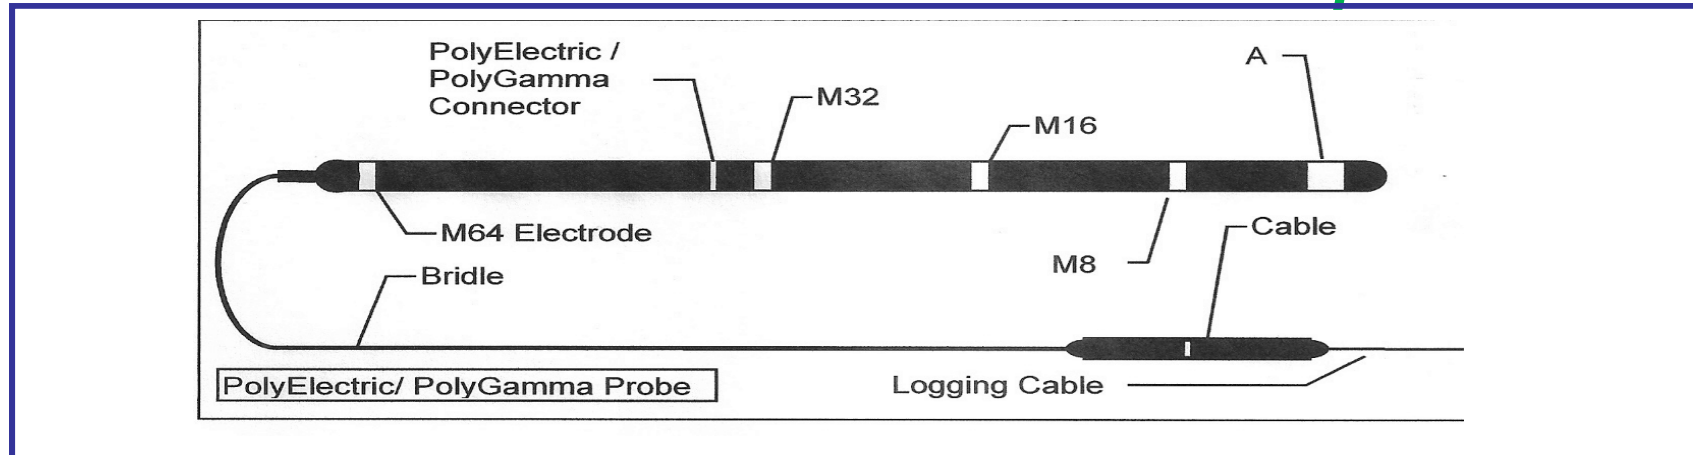 PolyElectric /
PolyGamma
Connector
A
M32
M16
M64 Electrode
Cable
M8
Bridle
PolyElectric/ PolyGamma Probe
Logging Cable